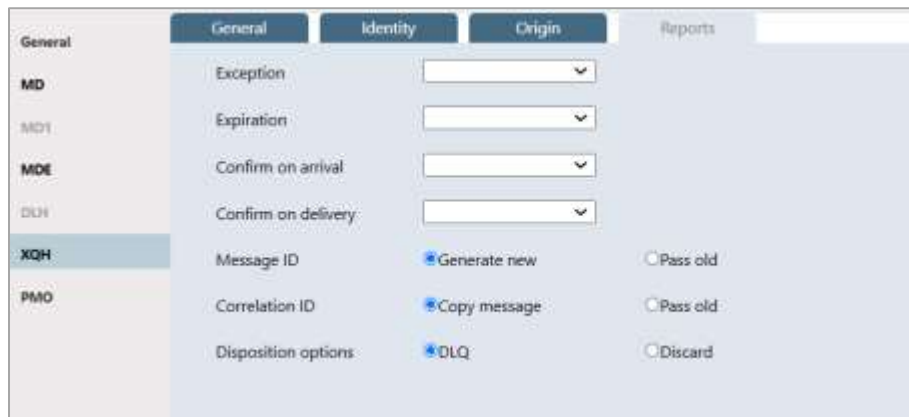 General
MD
MD1
MDE
DLH
XQH
PMO
General Identity Origin Reports
Exception
Expiration
Confirm on arrival
Confirm on delivery
Message ID Generate new Pass old
Correlation ID Copy message Pass old
Disposition options DLQ Discard